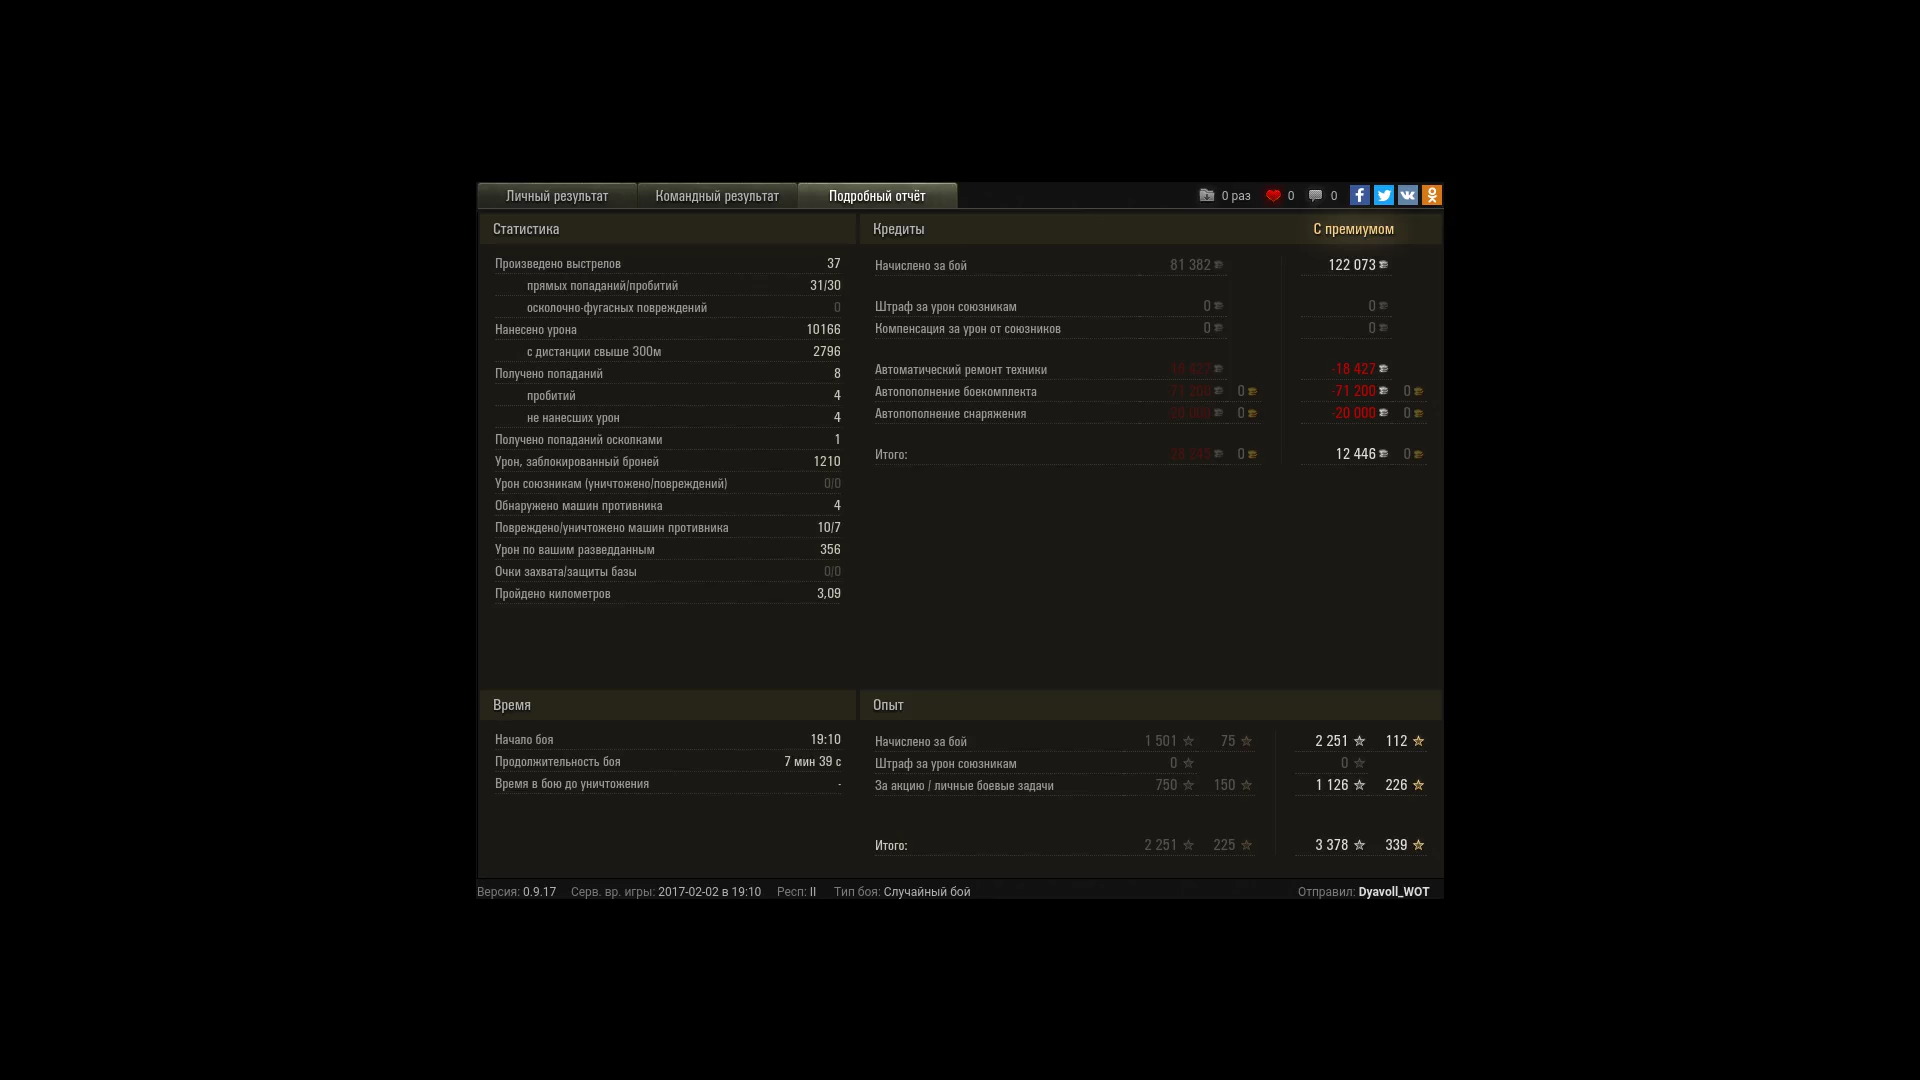 Личный результат Командный результат Подробный отчёт 0 раз 0 0
Статистика
Произведено выстрелов 37
прямых попаданий/пробитий 31/30
осколочно-фугасных повреждений 0
Нанесено урона 10166
с дистанции свыше 300м 2796
Получено попаданий 8
пробитий 4
не нанесших урон 4
Получено попаданий осколками 1
Урон, заблокированный броней 1210
Урон союзникам (уничтожено/повреждений) 0/0
Обнаружено машин противника 4
Повреждено/уничтожено машин противника 10/7
Урон по вашим разведданным 356
Очки захвата/защиты базы 0/0
Пройдено километров 3,09
Кредиты С премиумом
Начислено за бой 81 382 122 073
Штраф за урон союзникам 0 0
Компенсация за урон от союзников 0 0
Автоматический ремонт техники -18 427 -18 427
Автопополнение боекомплекта -71 200 0 -71 200 0
Автопополнение снаряжения -20 000 0 -20 000 0
Итого: 0 12 446 0
Время
Начало боя 19:10
Продолжительность боя 7 мин 39 с
Время в бою до уничтожения -
Опыт
Начислено за бой 1 501 75 2 251 112
Штраф за урон союзникам 0 0
За акцию / личные боевые задачи 750 150 1 126 226
Итого: 2 251 225 3 378 339
Версия: 0.9.17 Серв. вр. игры: 2017-02-02 в 19:10 Респ: II Тип боя: Случайный бой Отправил: Dyavoll_WOT